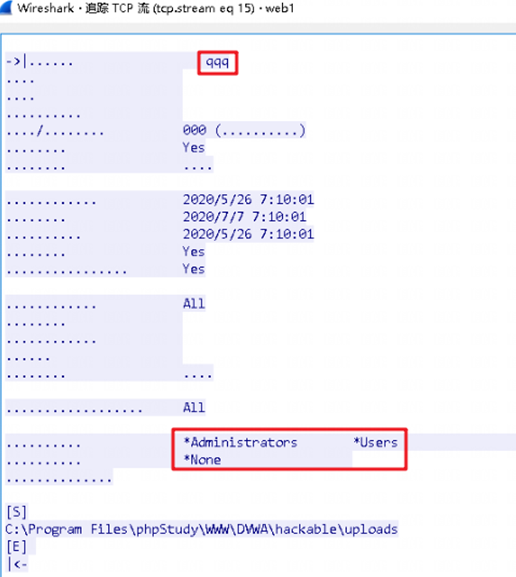 Wireshark · 追踪 TCP 流 (tcp.stream eq 15) · web1
->|...... qqq
....
....
..........
..../........ 000 (..........)
........ Yes
........ ....
............ 2020/5/26 7:10:01
........ 2020/7/7 7:10:01
.......... 2020/5/26 7:10:01
........ Yes
................ Yes
............ All
........
............
......
........ ....
.................. All
.......... *Administrators *Users
.......... *None
..............
[S]
C:\Program Files\phpStudy\WWW\DVWA\hackable\uploads
[E]
|<-